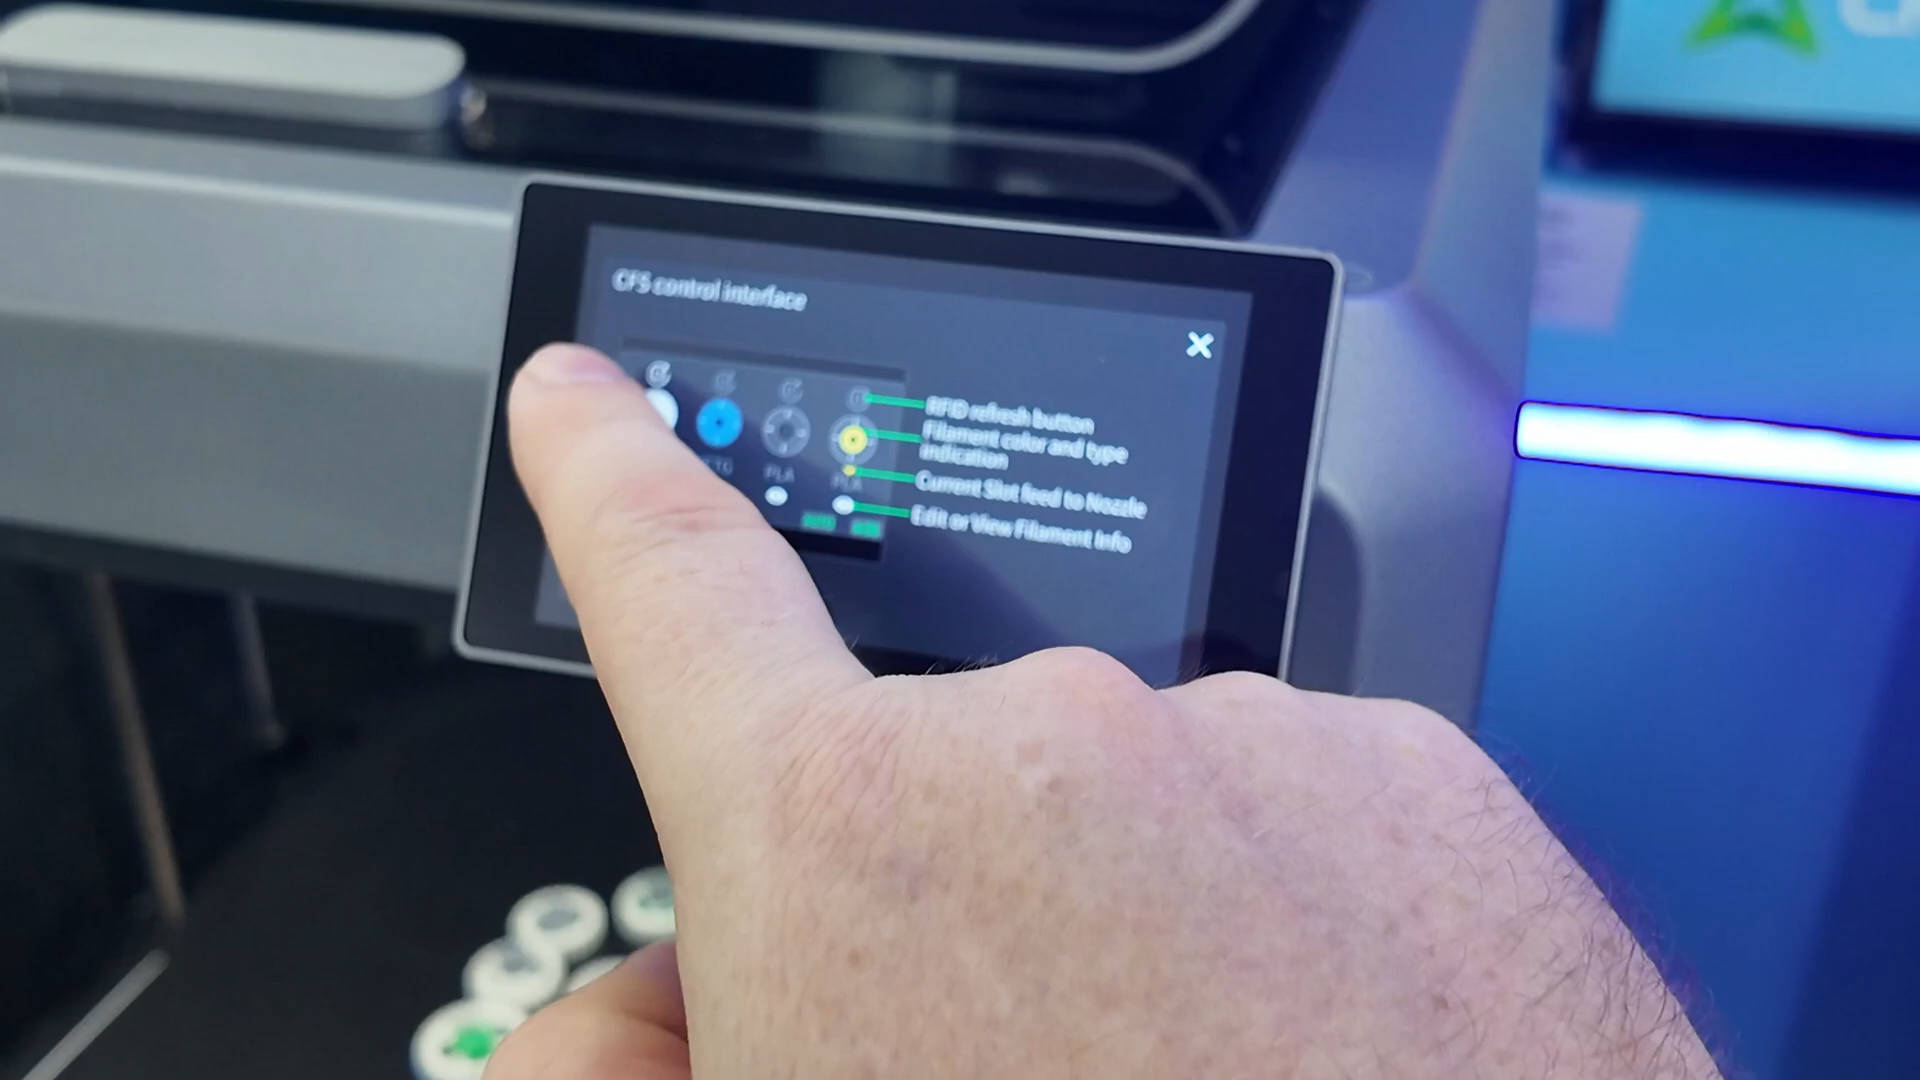 CFS control interface
RFID refresh button
Filament color and type
indication
Current Slot feed to Nozzle
Edit or View Filament Info
PLA
PLA